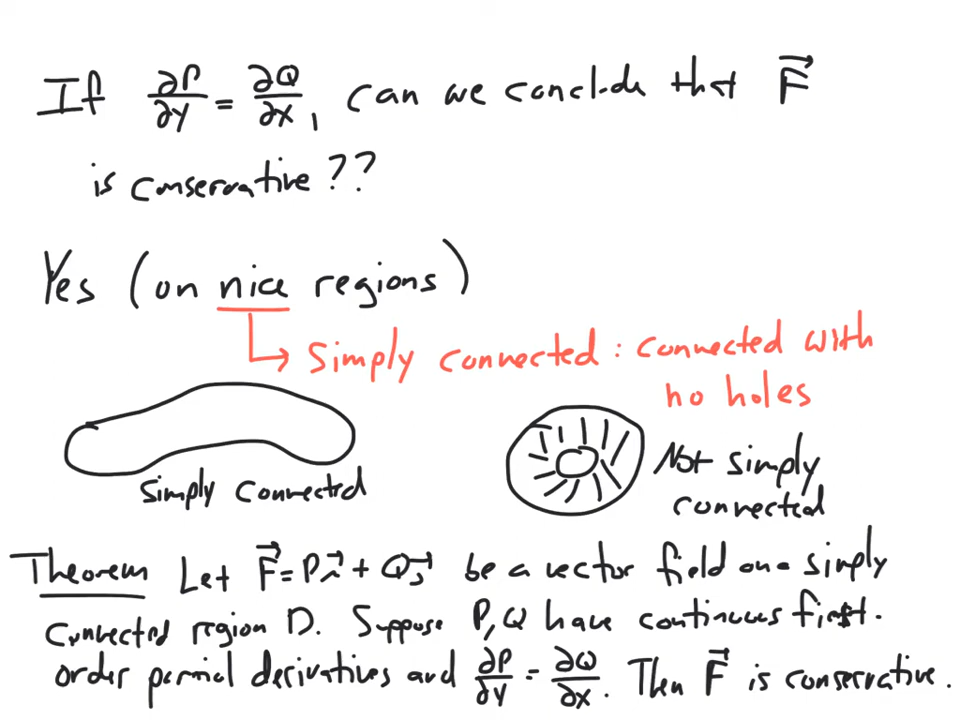 If ∂P/∂y = ∂Q/∂x, can we conclude that F⃗
is conservative??
Yes (on nice regions)
↳ Simply connected: connected with
no holes
Simply connected
Not simply
connected
Theorem Let F⃗ = Pi⃗ + Qj⃗ be a vector field on a simply
connected region D. Suppose P, Q have continuous first-
order partial derivatives and ∂P/∂y = ∂Q/∂x. Then F⃗ is conservative.